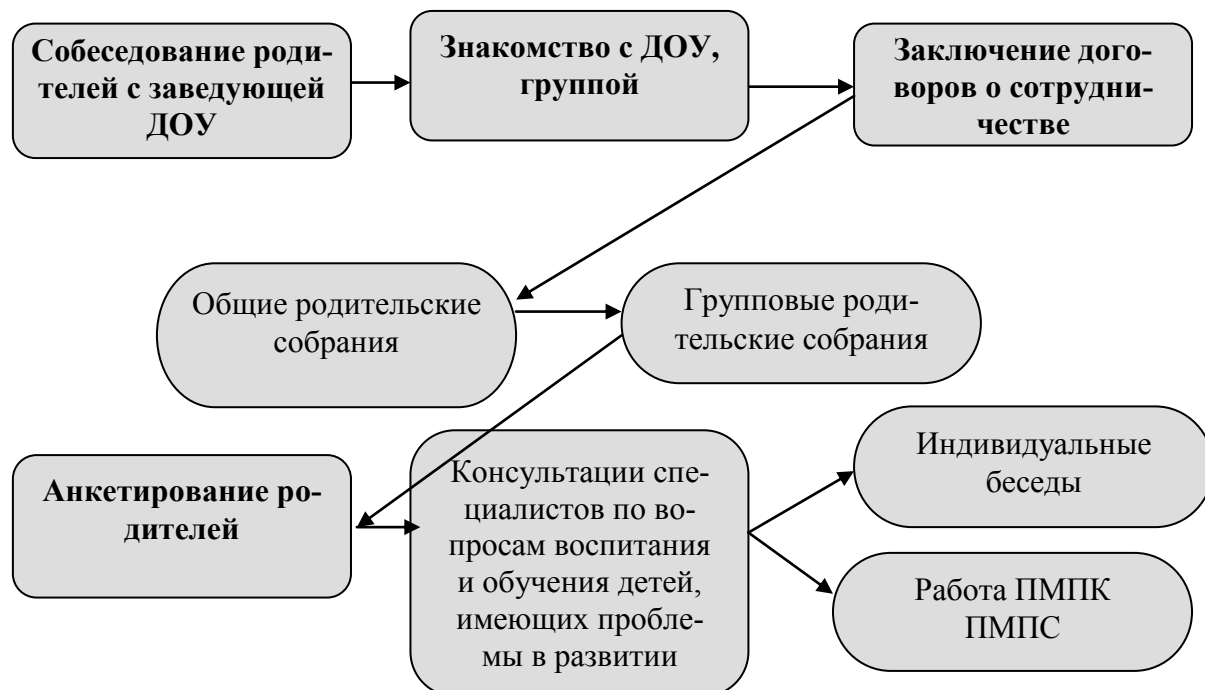 Собеседование роди-
телей с заведующей
ДОУ
Знакомство с ДОУ,
группой
Заключение дого-
воров о сотрудни-
честве
Общие родительские
собрания
Групповые роди-
тельские собрания
Анкетирование ро-
дителей
Консультации спе-
циалистов по во-
просам воспитания
и обучения детей,
имеющих пробле-
мы в развитии
Индивидуальные
беседы
Работа ПМПК
ПМПС